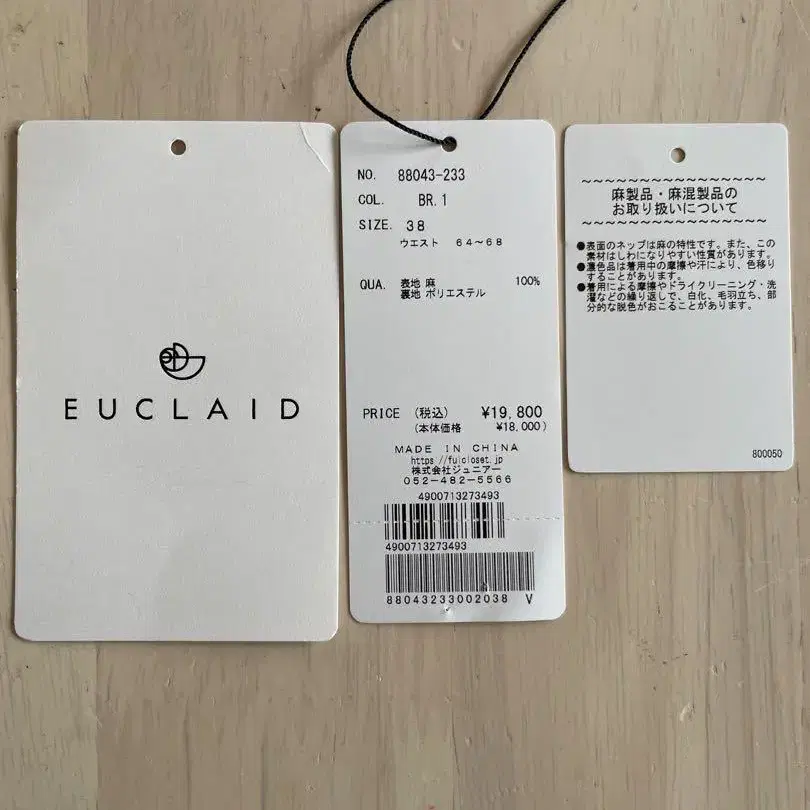 EUCLAID
NO. 88043-233
COL. BR.1
SIZE. 38
ウエスト 64~68
QUA. 表地 麻 100%
裏地 ポリエステル
PRICE (税込) ¥19,800
(本体価格 ¥18,000)
MADE IN CHINA
https://fulcloset.jp
株式会社ジュニアー
052-482-5566
4900713273493
4900713273493
88043233002038 V
~~~~~~~~~~~~~~~~
麻製品・麻混製品の
お取り扱いについて
~~~~~~~~~~~~~~~~
●表面のネップは麻の特性です。また、この
素材はしわになりやすい性質があります。
●濃色品は着用中の摩擦や汗により、色移り
することがあります。
●着用による摩擦やドライクリーニング・洗
濯などの繰り返しで、白化、毛羽立ち、部
分的な脱色がおこることがあります。
800050